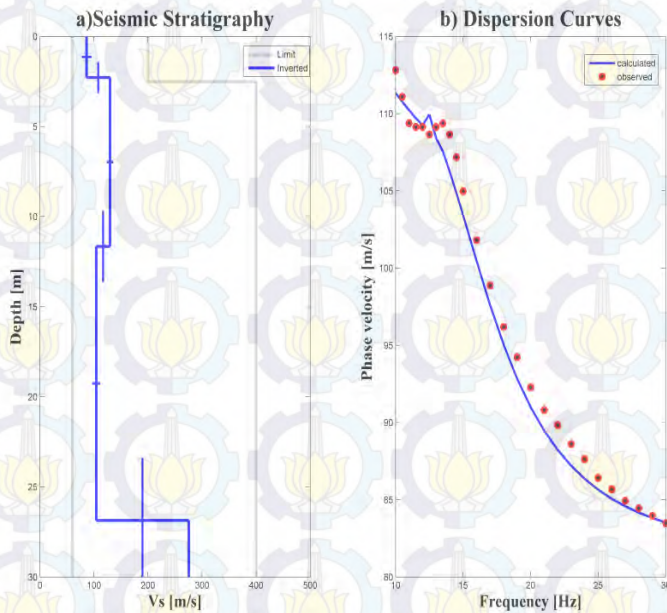 a)Seismic Stratigraphy
Limit
Inverted
0
5
10
15
20
25
30
0
100
200
300
400
500
Depth [m]
Vs [m/s]
b) Dispersion Curves
calculated
observed
115
110
105
100
95
90
85
80
10
15
20
25
30
Phase velocity [m/s]
Frequency [Hz]